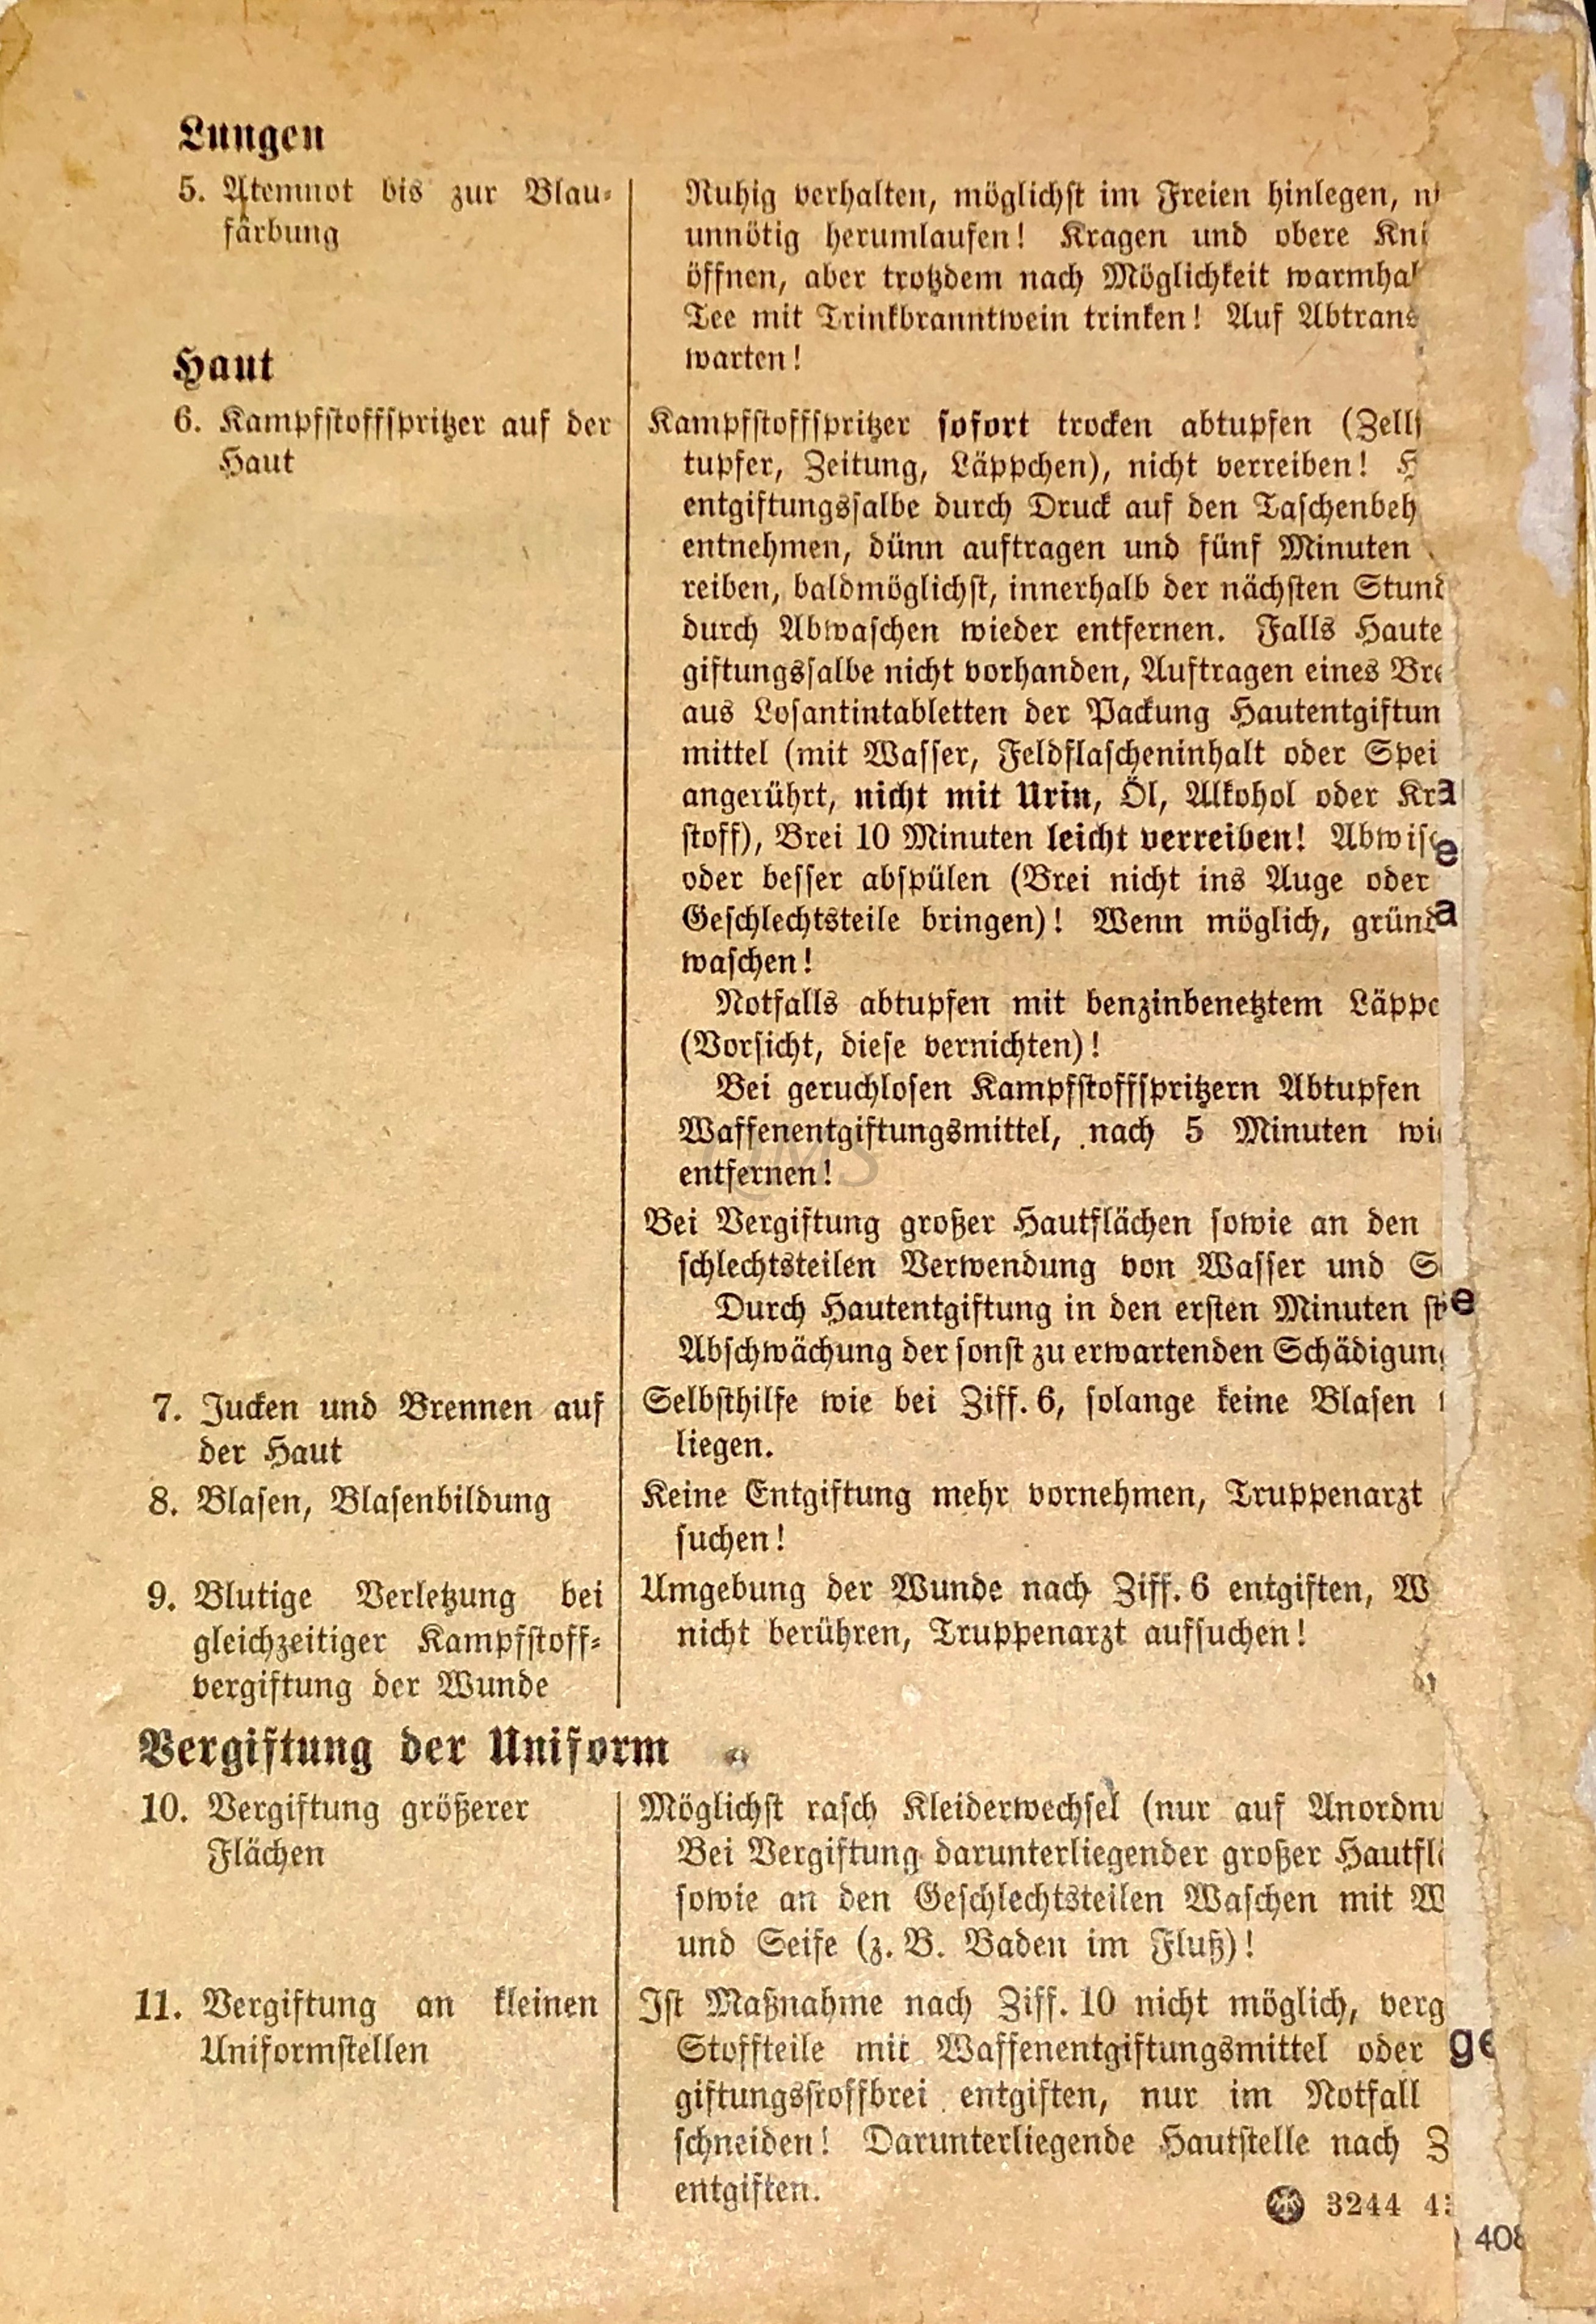 Lungen
5. Atemnot bis zur Blau-
färbung
Ruhig verhalten, möglichst im Freien hinlegen,
unnötig herumlaufen! Kragen und obere
öffnen, aber trotzdem nach Möglichkeit
Tee mit Trinkbranntwein trinken! Auf
warten!
Haut
6. Kampfstoffspritzer auf der
Haut
Kampfstoffspritzer sofort trocken abtupfen
tupfer, Zeitung, Läppchen), nicht verreiben!
entgiftungssalbe durch Druck auf den
entnehmen, dünn auftragen und fünf Minuten
reiben, baldmöglichst, innerhalb der nächsten
durch Abwaschen wieder entfernen. Falls Haute
giftungssalbe nicht vorhanden, Auftragen eines
aus Losantintabletten der Packung Hautentgiftun
mittel (mit Wasser, Feldflascheninhalt oder Spei
angerührt, nicht mit Urin, Öl, Alkohol oder
stoff), Brei 10 Minuten leicht verreiben!
oder besser abspülen (Brei nicht ins Auge oder
Geschlechtsteile bringen)! Wenn möglich,
waschen!
Notfalls abtupfen mit benzinbenetztem
(Vorsicht, diese vernichten)!
Bei geruchlosen Kampfstoffspritzern Abtupfen
Waffenentgiftungsmittel, nach 5 Minuten
entfernen!
Bei Vergiftung großer Hautflächen sowie an den
schlechtsteilen Verwendung von Wasser und
Durch Hautentgiftung in den ersten Minuten
Abschwächung der sonst zu erwartenden
7. Jucken und Brennen auf
der Haut
Selbsthilfe wie bei Ziff. 6, solange keine Blasen
liegen.
8. Blasen, Blasenbildung
Keine Entgiftung mehr vornehmen, Truppenarzt
suchen!
9. Blutige Verletzung bei
gleichzeitiger Kampfstoff-
vergiftung der Wunde
Umgebung der Wunde nach Ziff. 6 entgiften, W
nicht berühren, Truppenarzt aufsuchen!
Vergiftung der Uniform
10. Vergiftung größerer
Flächen
Möglichst rasch Kleiderwechsel (nur auf
Bei Vergiftung darunterliegender großer
sowie an den Geschlechtsteilen Waschen mit W
und Seife (z. B. Baden im Fluß)!
11. Vergiftung an kleinen
Uniformstellen
Ist Maßnahme nach Ziff. 10 nicht möglich, verg
Stoffteile mit Waffenentgiftungsmittel oder
giftungsstoffbrei entgiften, nur im Notfall
schneiden! Darunterliegende Hautstelle nach Z
entgiften.
3244